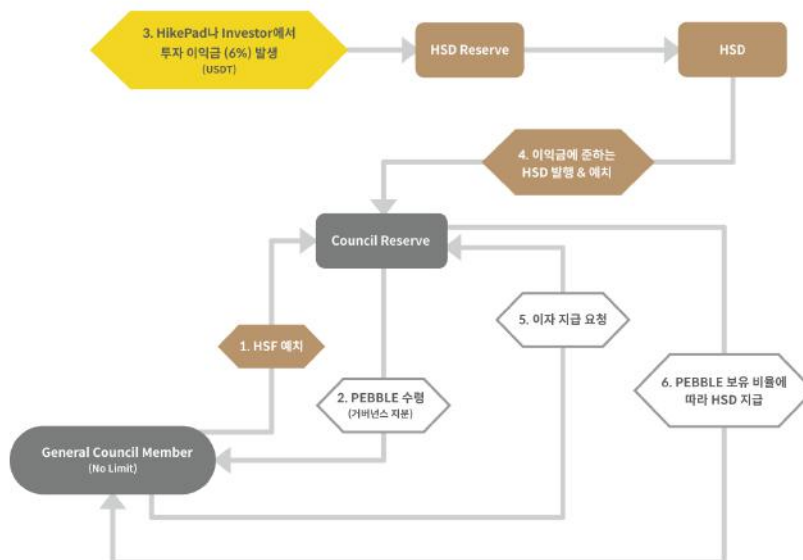 3. HikePad나 Investor에서
투자 이익금 (6%) 발생
(USDT)
HSD Reserve
HSD
4. 이익금에 준하는
HSD 발행 & 예치
Council Reserve
1. HSF 예치
5. 이자 지급 요청
2. PEBBLE 수령
(거버넌스 지분)
6. PEBBLE 보유 비율에
따라 HSD 지급
General Council Member
(No Limit)